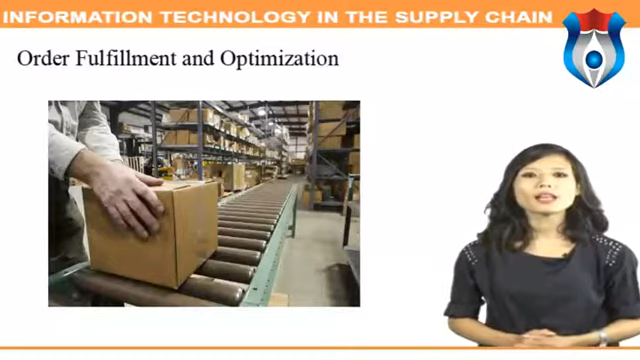 INFORMATION TECHNOLOGY IN THE SUPPLY CHAIN
Order Fulfillment and Optimization